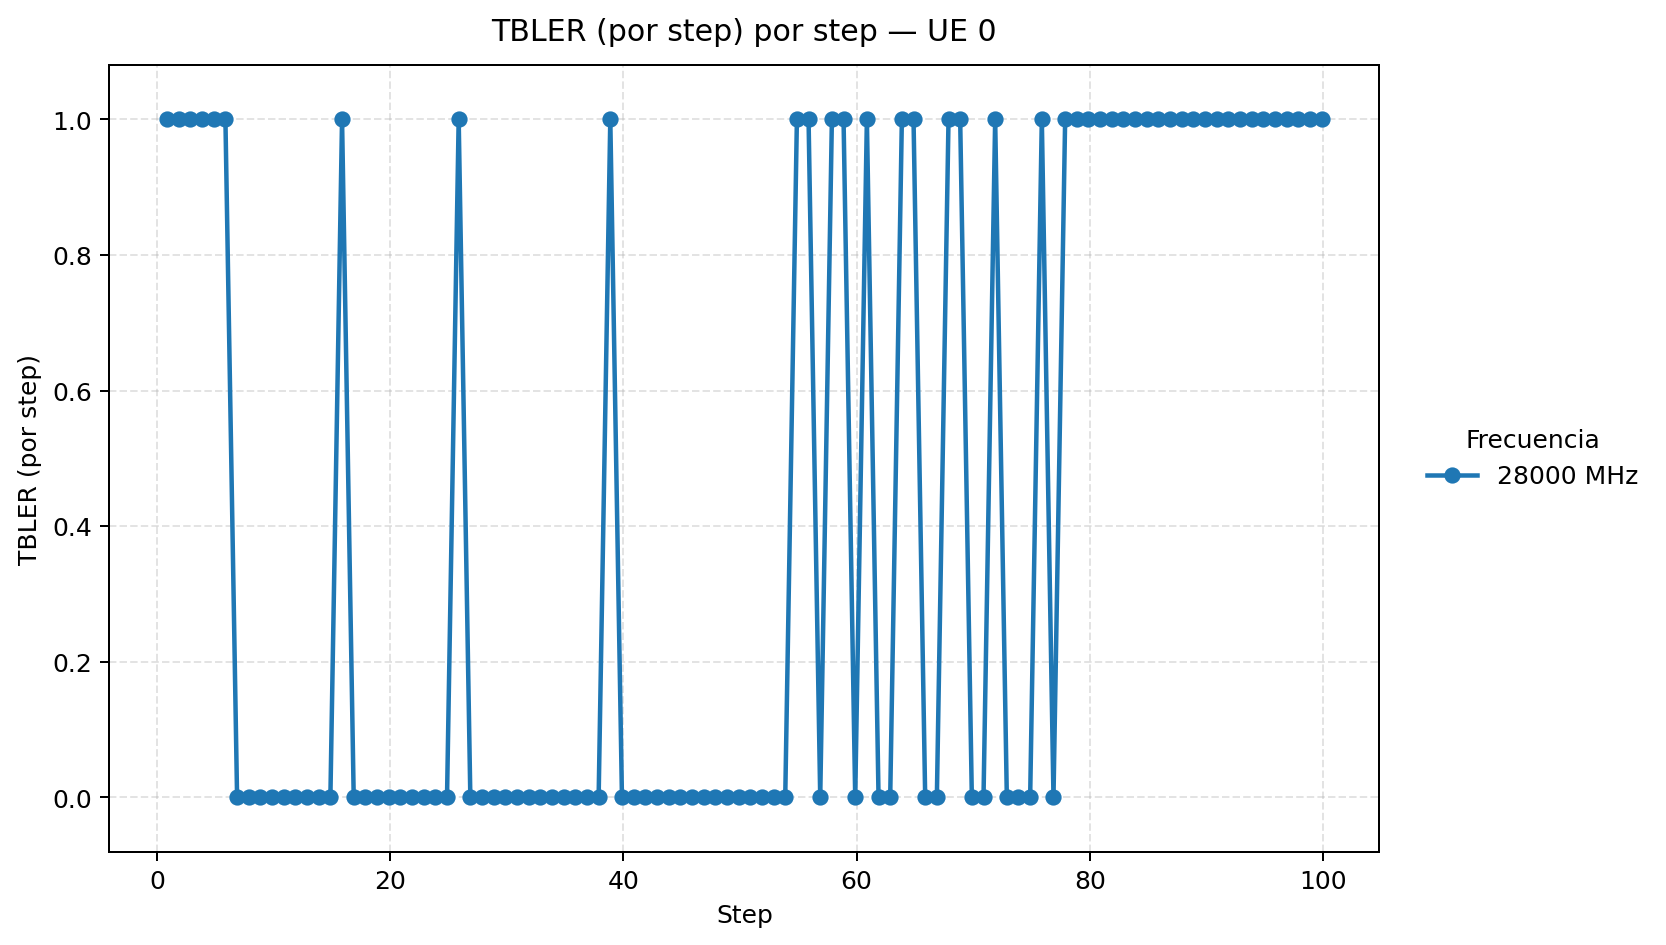 TBLER (por step) por step — UE 0
TBLER (por step)
1.0
0.8
0.6
0.4
0.2
0.0
0 20 40 60 80 100
Step
Frecuencia
28000 MHz